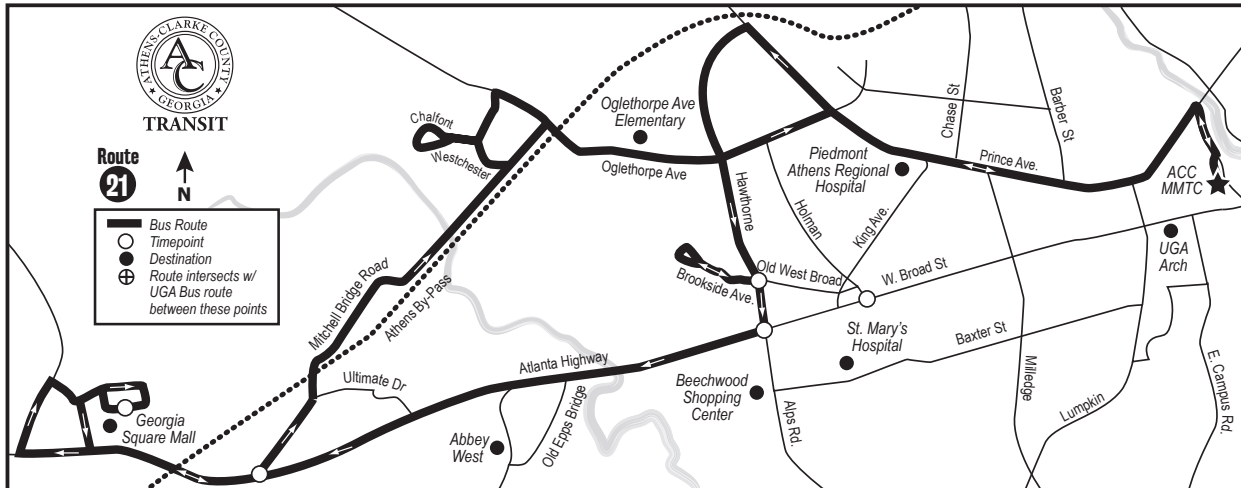 ATHENS-CLARKE COUNTY
AC
GEORGIA
TRANSIT
Route
21
N
Bus Route
Timepoint
Destination
Route intersects w/
UGA Bus route
between these points
Chalfont
Westchester
Oglethorpe Ave
Elementary
Oglethorpe Ave
Chase St
Barber St
Piedmont
Athens Regional
Hospital
Prince Ave.
ACC
MMTC
Hawthorne
Holman
King Ave.
UGA
Arch
Brookside Ave.
Old West Broad
W. Broad St
Mitchell Bridge Road
Athens By-Pass
Atlanta Highway
St. Mary's
Hospital
Baxter St
Ultimate Dr
Beechwood
Shopping
Center
Alps Rd.
Milledge
Lumpkin
E. Campus Rd.
Georgia
Square Mall
Abbey
West
Old Epps Bridge